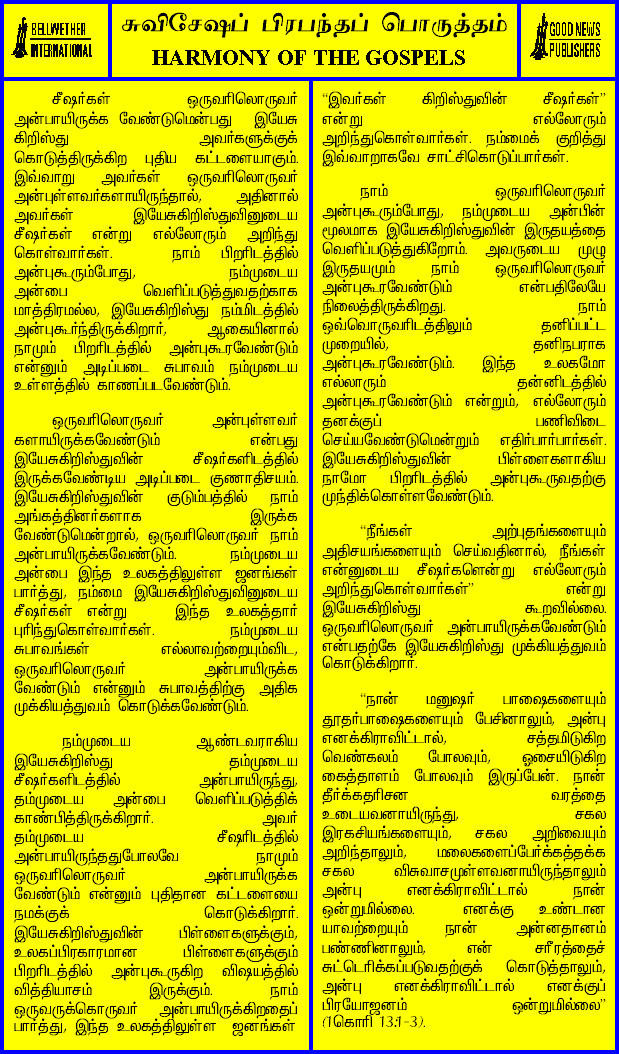 BELLWETHER
INTERNATIONAL
சுவிசேஷப் பிரபந்தப் பொருத்தம்
HARMONY OF THE GOSPELS
GOOD NEWS
PUBLISHERS
சீஷர்கள் ஒருவரிலொருவர்
அன்பாயிருக்க வேண்டுமென்பது இயேசு
கிறிஸ்து அவர்களுக்குக்
கொடுத்திருக்கிற புதிய கட்டளையாகும்.
இவ்வாறு அவர்கள் ஒருவரிலொருவர்
அன்புள்ளவர்களாயிருந்தால், அதினால்
அவர்கள் இயேசுகிறிஸ்துவினுடைய
சீஷர்கள் என்று எல்லோரும் அறிந்து
கொள்வார்கள். நாம் பிறரிடத்தில்
அன்புகூரும்போது, நம்முடைய
அன்பை வெளிப்படுத்துவதற்காக
மாத்திரமல்ல, இயேசுகிறிஸ்து நம்மிடத்தில்
அன்புகூர்ந்திருக்கிறார், ஆகையினால்
நாமும் பிறரிடத்தில் அன்புகூரவேண்டும்
என்னும் அடிப்படை சுபாவம் நம்முடைய
உள்ளத்தில் காணப்படவேண்டும்.
ஒருவரிலொருவர் அன்புள்ளவர்
களாயிருக்கவேண்டும் என்பது
இயேசுகிறிஸ்துவின் சீஷர்களிடத்தில்
இருக்கவேண்டிய அடிப்படை குணாதிசயம்.
இயேசுகிறிஸ்துவின் குடும்பத்தில் நாம்
அங்கத்தினர்களாக இருக்க
வேண்டுமென்றால், ஒருவரிலொருவர் நாம்
அன்பாயிருக்கவேண்டும். நம்முடைய
அன்பை இந்த உலகத்திலுள்ள ஜனங்கள்
பார்த்து, நம்மை இயேசுகிறிஸ்துவினுடைய
சீஷர்கள் என்று இந்த உலகத்தார்
புரிந்துகொள்வார்கள். நம்முடைய
சுபாவங்கள் எல்லாவற்றையும்விட,
ஒருவரிலொருவர் அன்பாயிருக்க
வேண்டும் என்னும் சுபாவத்திற்கு அதிக
முக்கியத்துவம் கொடுக்கவேண்டும்.
நம்முடைய ஆண்டவராகிய
இயேசுகிறிஸ்து தம்முடைய
சீஷர்களிடத்தில் அன்பாயிருந்து,
தம்முடைய அன்பை வெளிப்படுத்திக்
காண்பித்திருக்கிறார். அவர்
தம்முடைய சீஷரிடத்தில்
அன்பாயிருந்ததுபோலவே நாமும்
ஒருவரிலொருவர் அன்பாயிருக்க
வேண்டும் என்னும் புதிதான கட்டளையை
நமக்குக் கொடுக்கிறார்.
இயேசுகிறிஸ்துவின் பிள்ளைகளுக்கும்,
உலகப்பிரகாரமான பிள்ளைகளுக்கும்
பிறரிடத்தில் அன்புகூருகிற விஷயத்தில்
வித்தியாசம் இருக்கும். நாம்
ஒருவருக்கொருவர் அன்பாயிருக்கிறதைப்
பார்த்து, இந்த உலகத்திலுள்ள ஜனங்கள்
“இவர்கள் கிறிஸ்துவின் சீஷர்கள்”
என்று எல்லோரும்
அறிந்துகொள்வார்கள். நம்மைக் குறித்து
இவ்வாறாகவே சாட்சிகொடுப்பார்கள்.
நாம் ஒருவரிலொருவர்
அன்புகூரும்போது, நம்முடைய அன்பின்
மூலமாக இயேசுகிறிஸ்துவின் இருதயத்தை
வெளிப்படுத்துகிறோம். அவருடைய முழு
இருதயமும் நாம் ஒருவரிலொருவர்
அன்புகூரவேண்டும் என்பதிலேயே
நிலைத்திருக்கிறது. நாம்
ஒவ்வொருவரிடத்திலும் தனிப்பட்ட
முறையில், தனிநபராக
அன்புகூரவேண்டும். இந்த உலகமோ
எல்லாரும் தன்னிடத்தில்
அன்புகூரவேண்டும் என்றும், எல்லோரும்
தனக்குப் பணிவிடை
செய்யவேண்டுமென்றும் எதிர்பார்பார்கள்.
இயேசுகிறிஸ்துவின் பிள்ளைகளாகிய
நாமோ பிறரிடத்தில் அன்புகூருவதற்கு
முந்திக்கொள்ளவேண்டும்.
“நீங்கள் அற்புதங்களையும்
அதிசயங்களையும் செய்வதினால், நீங்கள்
என்னுடைய சீஷர்களென்று எல்லோரும்
அறிந்துகொள்வார்கள்” என்று
இயேசுகிறிஸ்து கூறவில்லை.
ஒருவரிலொருவர் அன்பாயிருக்கவேண்டும்
என்பதற்கே இயேசுகிறிஸ்து முக்கியத்துவம்
கொடுக்கிறார்.
“நான் மனுஷர் பாஷைகளையும்
தூதர்பாஷைகளையும் பேசினாலும், அன்பு
எனக்கிராவிட்டால், சத்தமிடுகிற
வெண்கலம் போலவும், ஓசையிடுகிற
கைத்தாளம் போலவும் இருப்பேன். நான்
தீர்க்கதரிசன வரத்தை
உடையவனாயிருந்து, சகல
இரகசியங்களையும், சகல அறிவையும்
அறிந்தாலும், மலைகளைப்பேர்க்கத்தக்க
சகல விசுவாசமுள்ளவனாயிருந்தாலும்
அன்பு எனக்கிராவிட்டால் நான்
ஒன்றுமில்லை. எனக்கு உண்டான
யாவற்றையும் நான் அன்னதானம்
பண்ணினாலும், என் சரீரத்தைச்
சுட்டெரிக்கப்படுவதற்குக் கொடுத்தாலும்,
அன்பு எனக்கிராவிட்டால் எனக்குப்
பிரயோஜனம் ஒன்றுமில்லை”
(1கொரி 13:1-3).